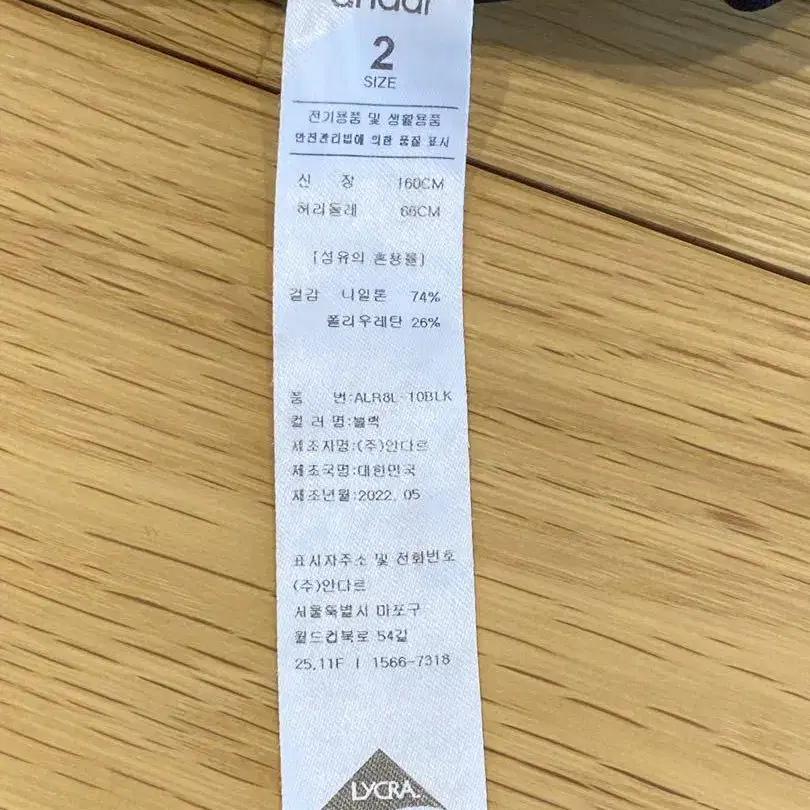 andar
2
SIZE
전기용품 및 생활용품
안전관리법에 의한 품질 표시
신 장 160CM
허리둘레 66CM
[섬유의 혼용률]
겉감 나일론 74%
폴리우레탄 26%
품 번:ALR8L-10BLK
컬 러 명:블랙
제조자명:(주)안다르
제조국명:대한민국
제조년월:2022. 05
표시자주소 및 전화번호
(주)안다르
서울특별시 마포구
월드컵북로 54길
25,11F | 1566-7318
LYCRA